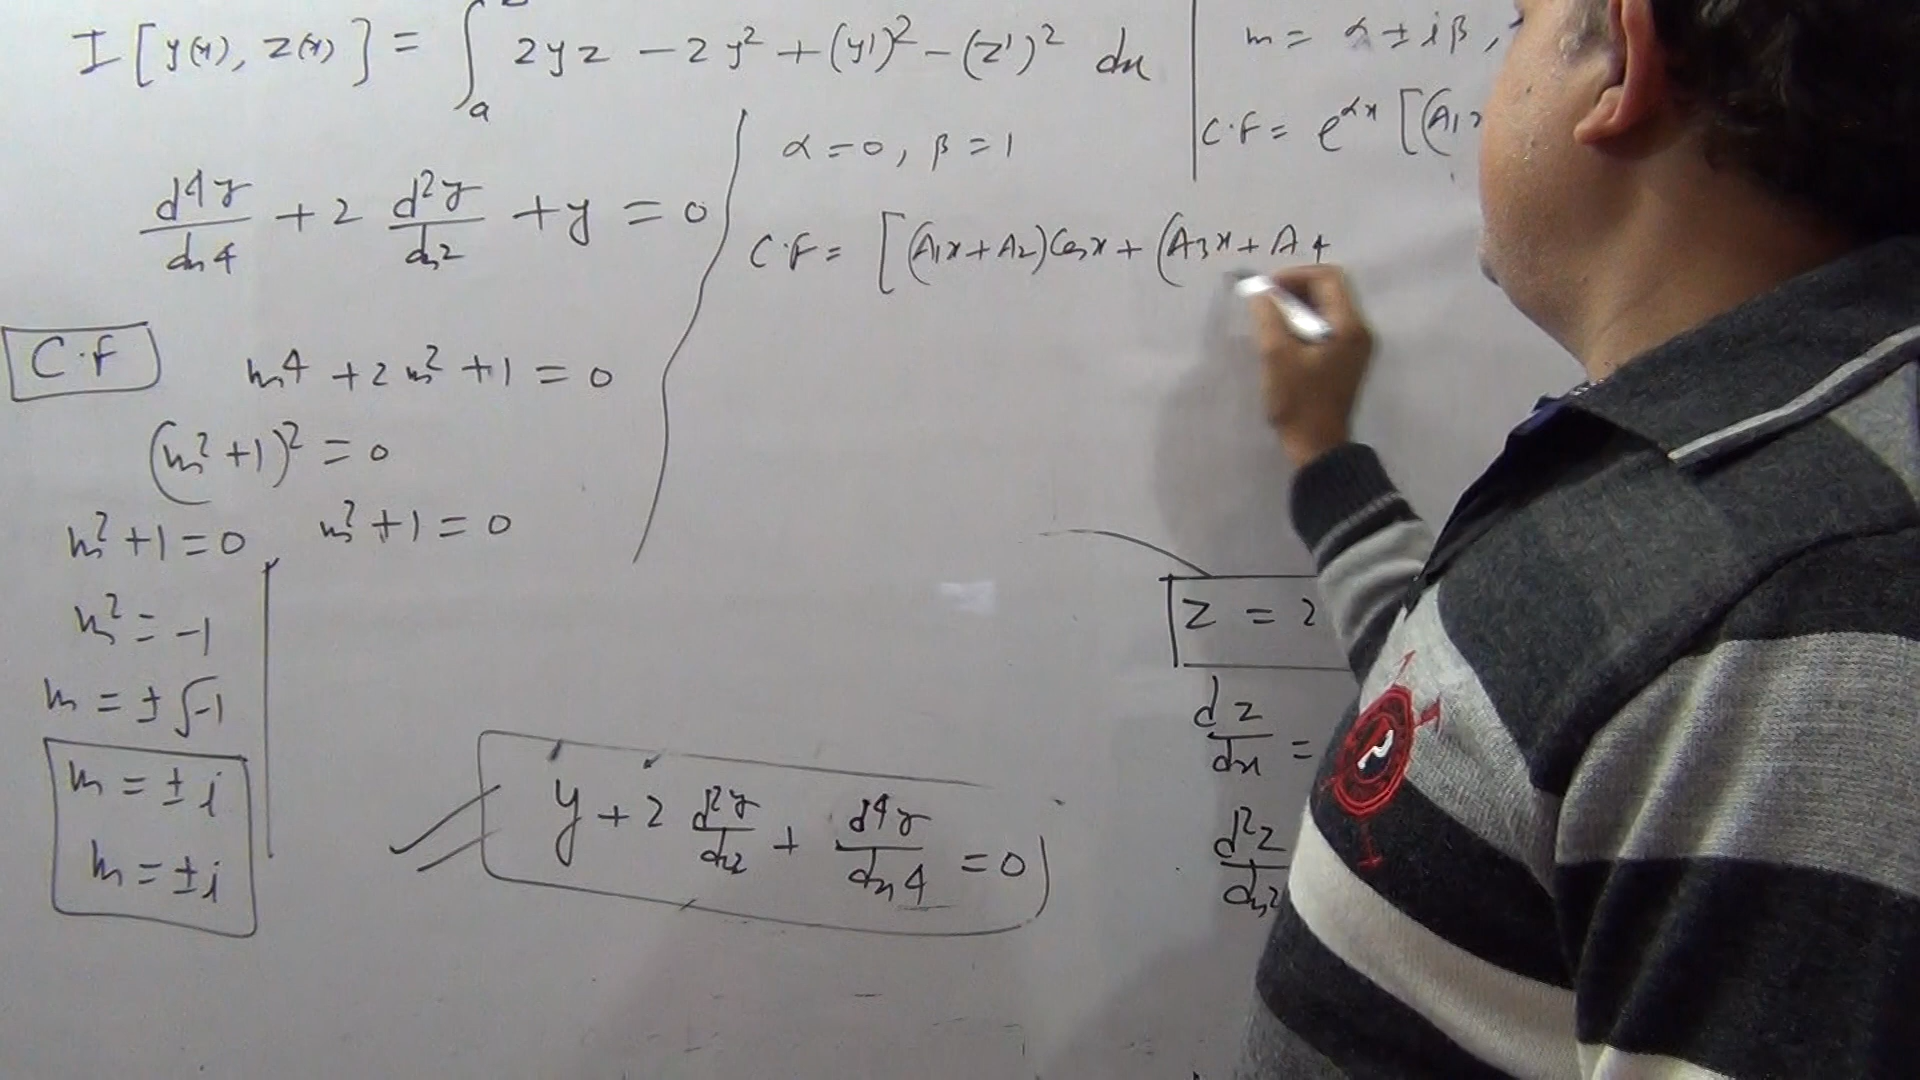 I [y(x), z(x)] = ∫ₐ 2yz − 2y² + (y')² − (z')² dx
d⁴y/dx⁴ + 2 d²y/dx² + y = 0
C.F
m⁴ + 2m² + 1 = 0
(m² + 1)² = 0
m² + 1 = 0 , m² + 1 = 0
m² = −1
m = ± √−1
m = ± i
m = ± i
α = 0, β = 1
C.F = [(A₁x + A₂) Cos x + (A₃x + A₄
m = α ± iβ,
C.F = e^αx [(A₁x
y + 2 d²y/dx² + d⁴y/dx⁴ = 0
z = 2
dz/dx =
d²z/dx²